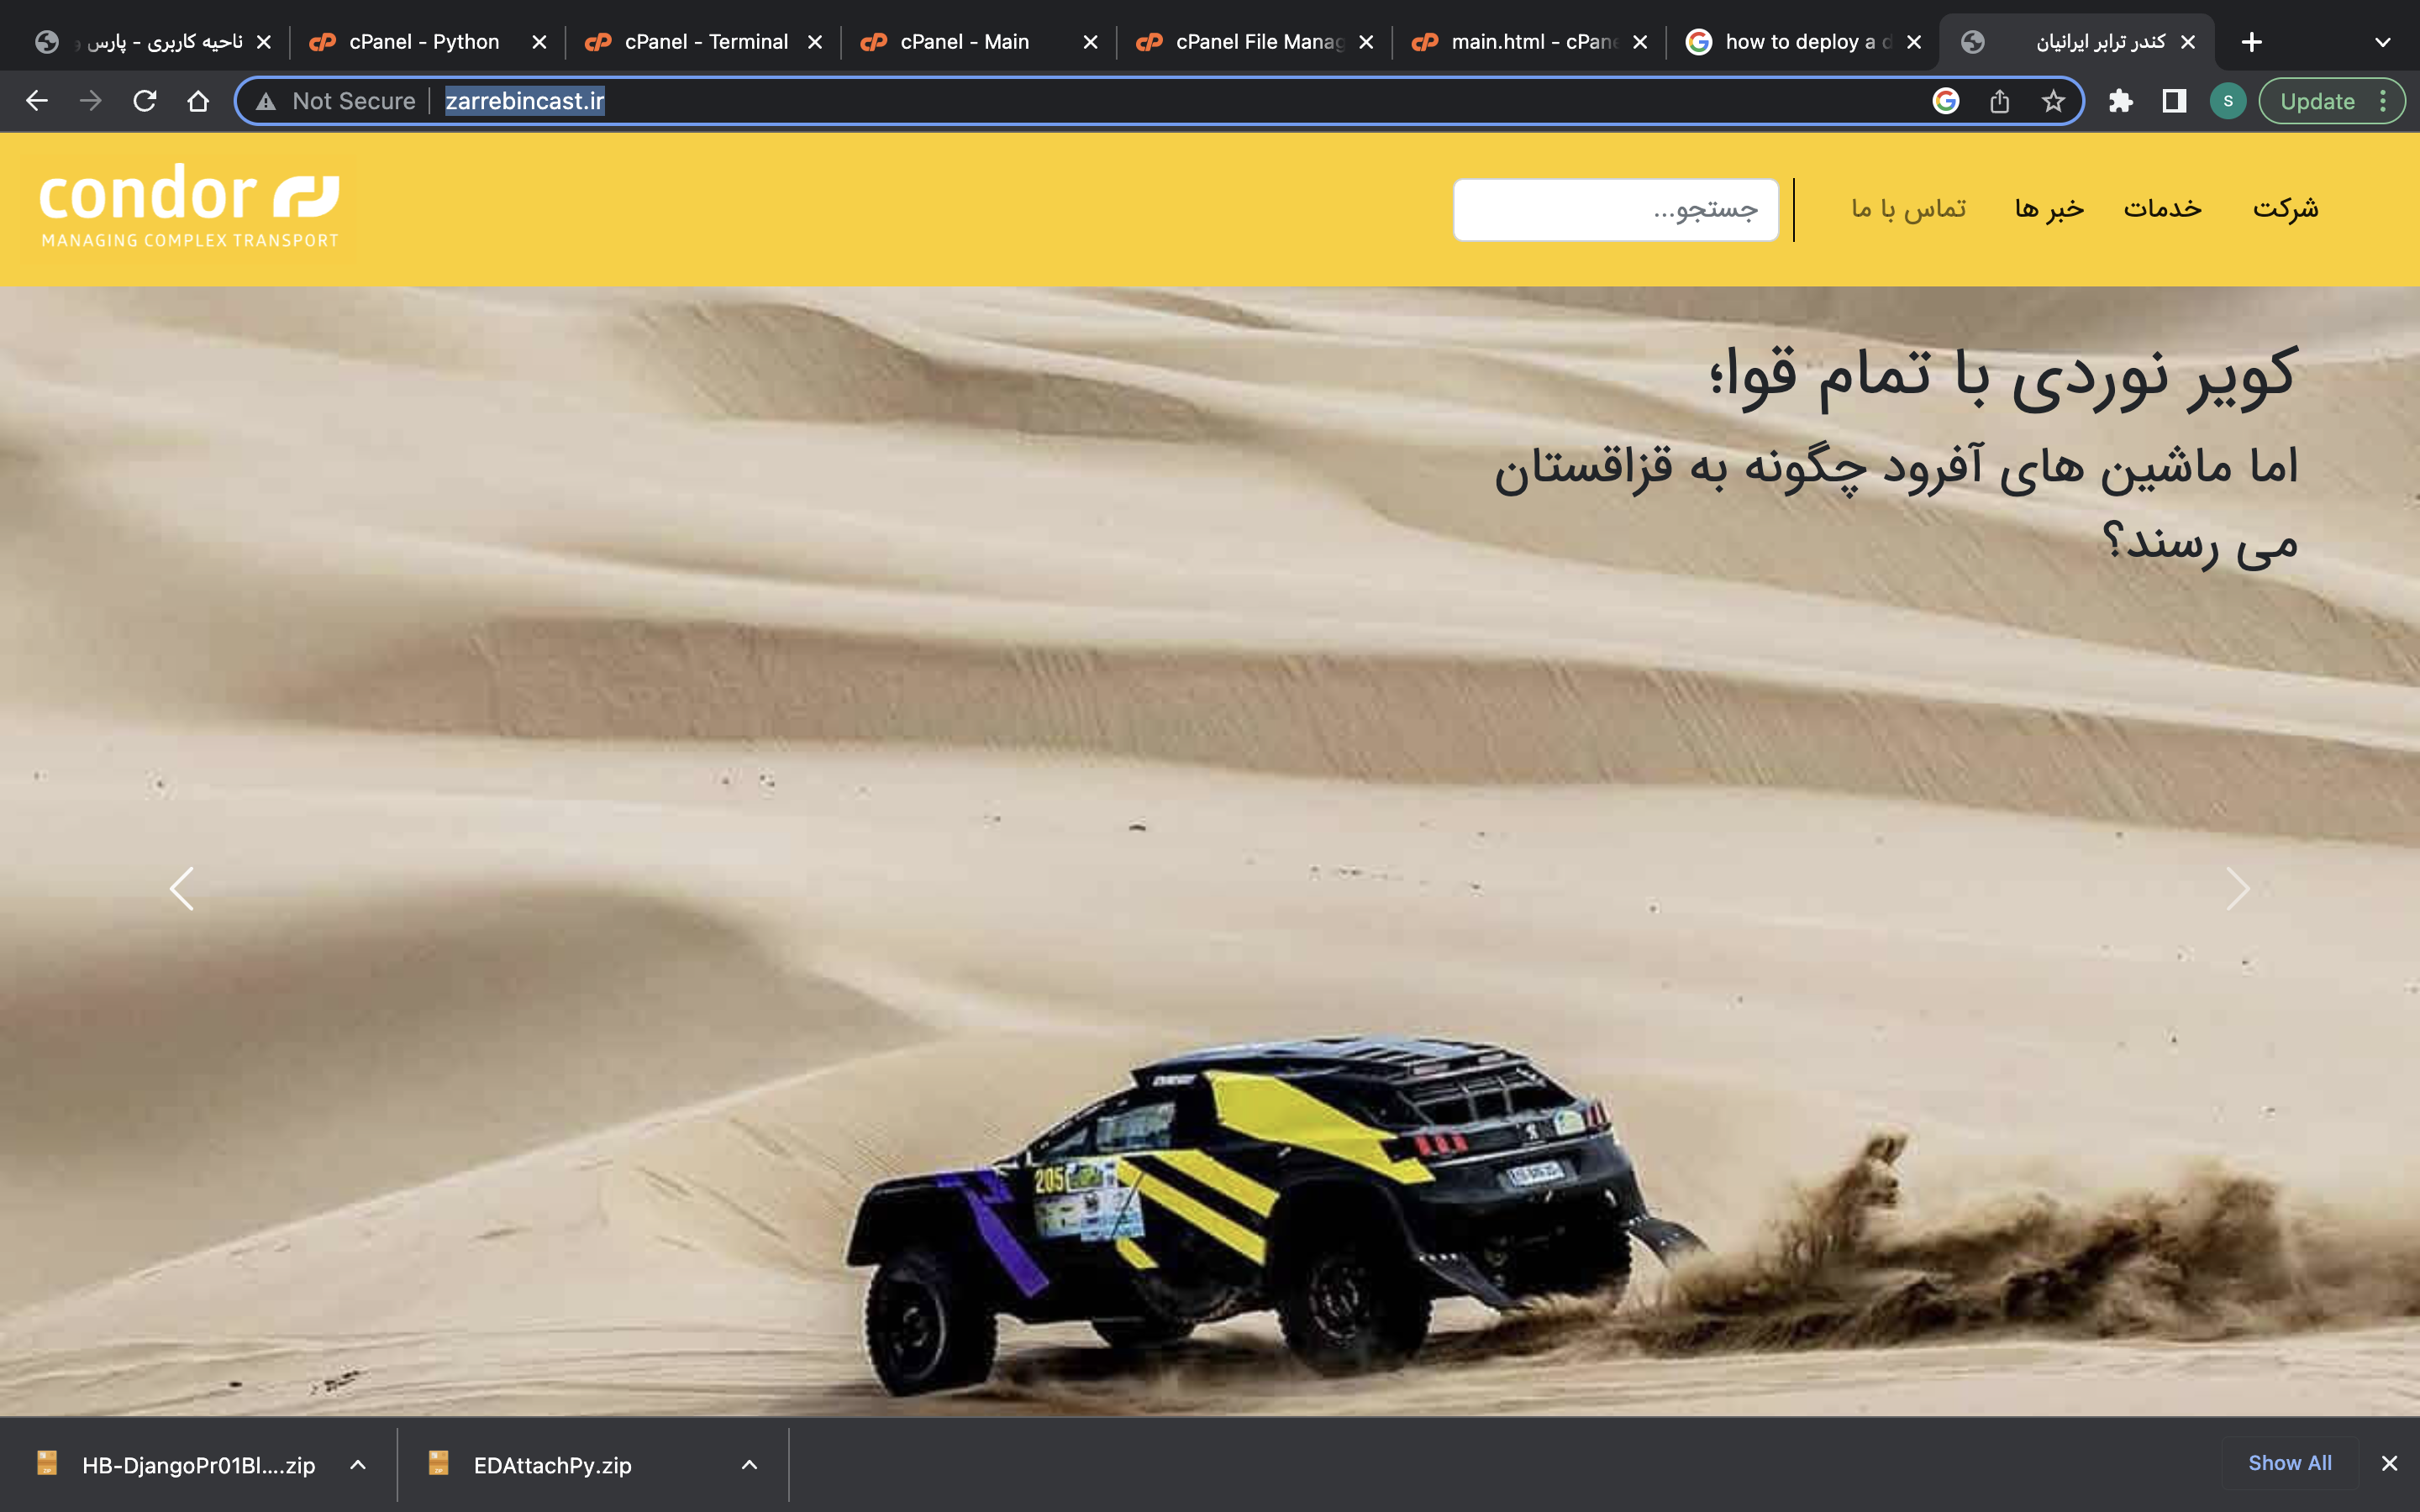 ناحیه کاربری - پارس
cPanel - Python
cPanel - Terminal
cPanel - Main
cPanel File Manag
main.html - cPane
how to deploy a d
کندر ترابر ایرانیان
Not Secure
zarrebincast.ir
S
Update
condor
MANAGING COMPLEX TRANSPORT
شرکت
خدمات
خبر ها
تماس با ما
جستجو...
کویر نوردی با تمام قوا؛
اما ماشین های آفرود چگونه به قزاقستان
می رسند؟
205
HB-DjangoPr01Bl....zip
EDAttachPy.zip
Show All